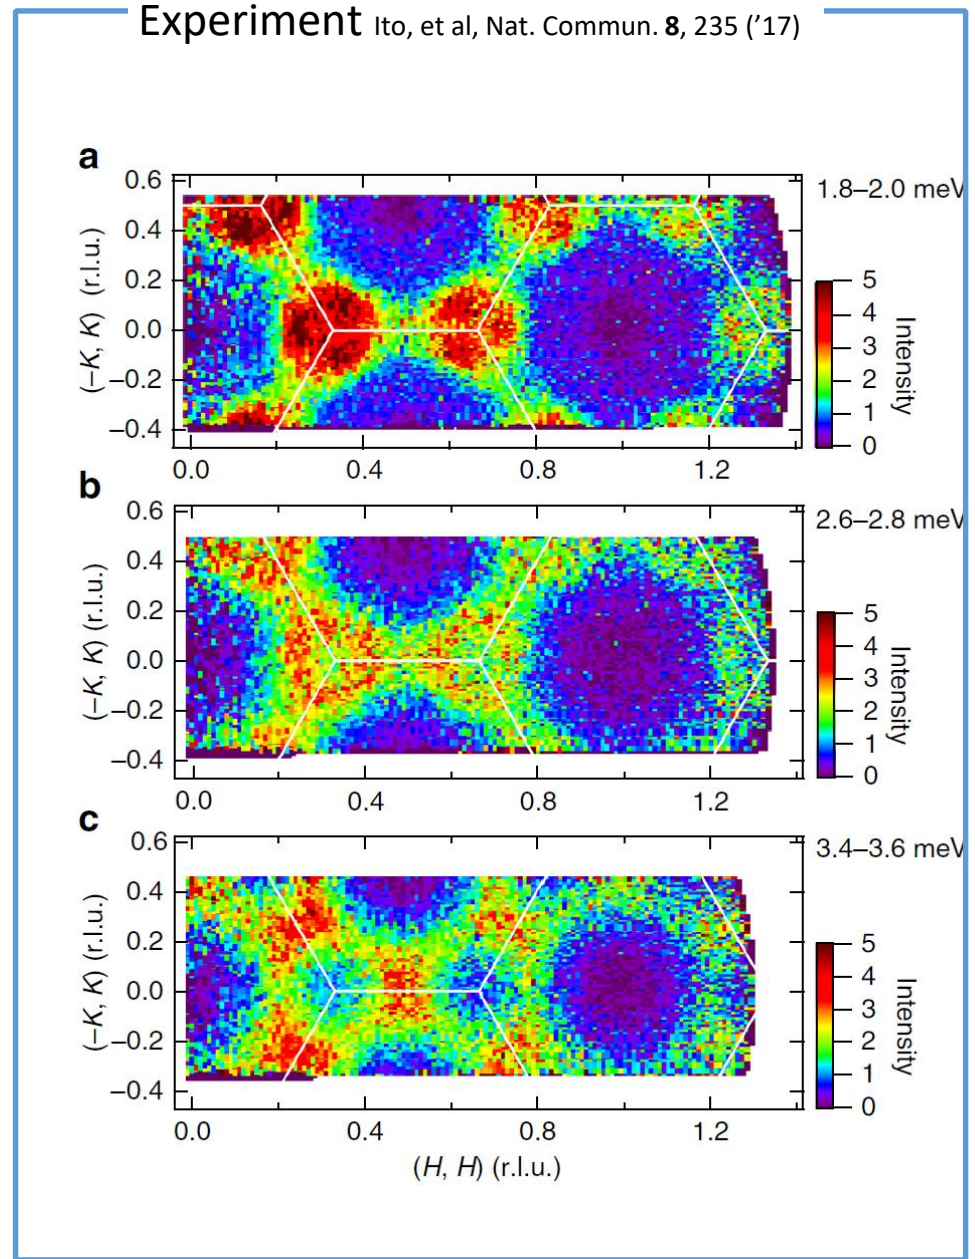 Experiment Ito, et al, Nat. Commun. 8, 235 ('17)
a
1.8–2.0 meV
0.6
0.4
0.2
0.0
−0.2
−0.4
(−K, K) (r.l.u.)
0.0 0.4 0.8 1.2
5
4
3
2
1
0
Intensity
b
2.6–2.8 meV
0.6
0.4
0.2
0.0
−0.2
−0.4
(−K, K) (r.l.u.)
0.0 0.4 0.8 1.2
5
4
3
2
1
0
Intensity
c
3.4–3.6 meV
0.6
0.4
0.2
0.0
−0.2
−0.4
(−K, K) (r.l.u.)
0.0 0.4 0.8 1.2
(H, H) (r.l.u.)
5
4
3
2
1
0
Intensity